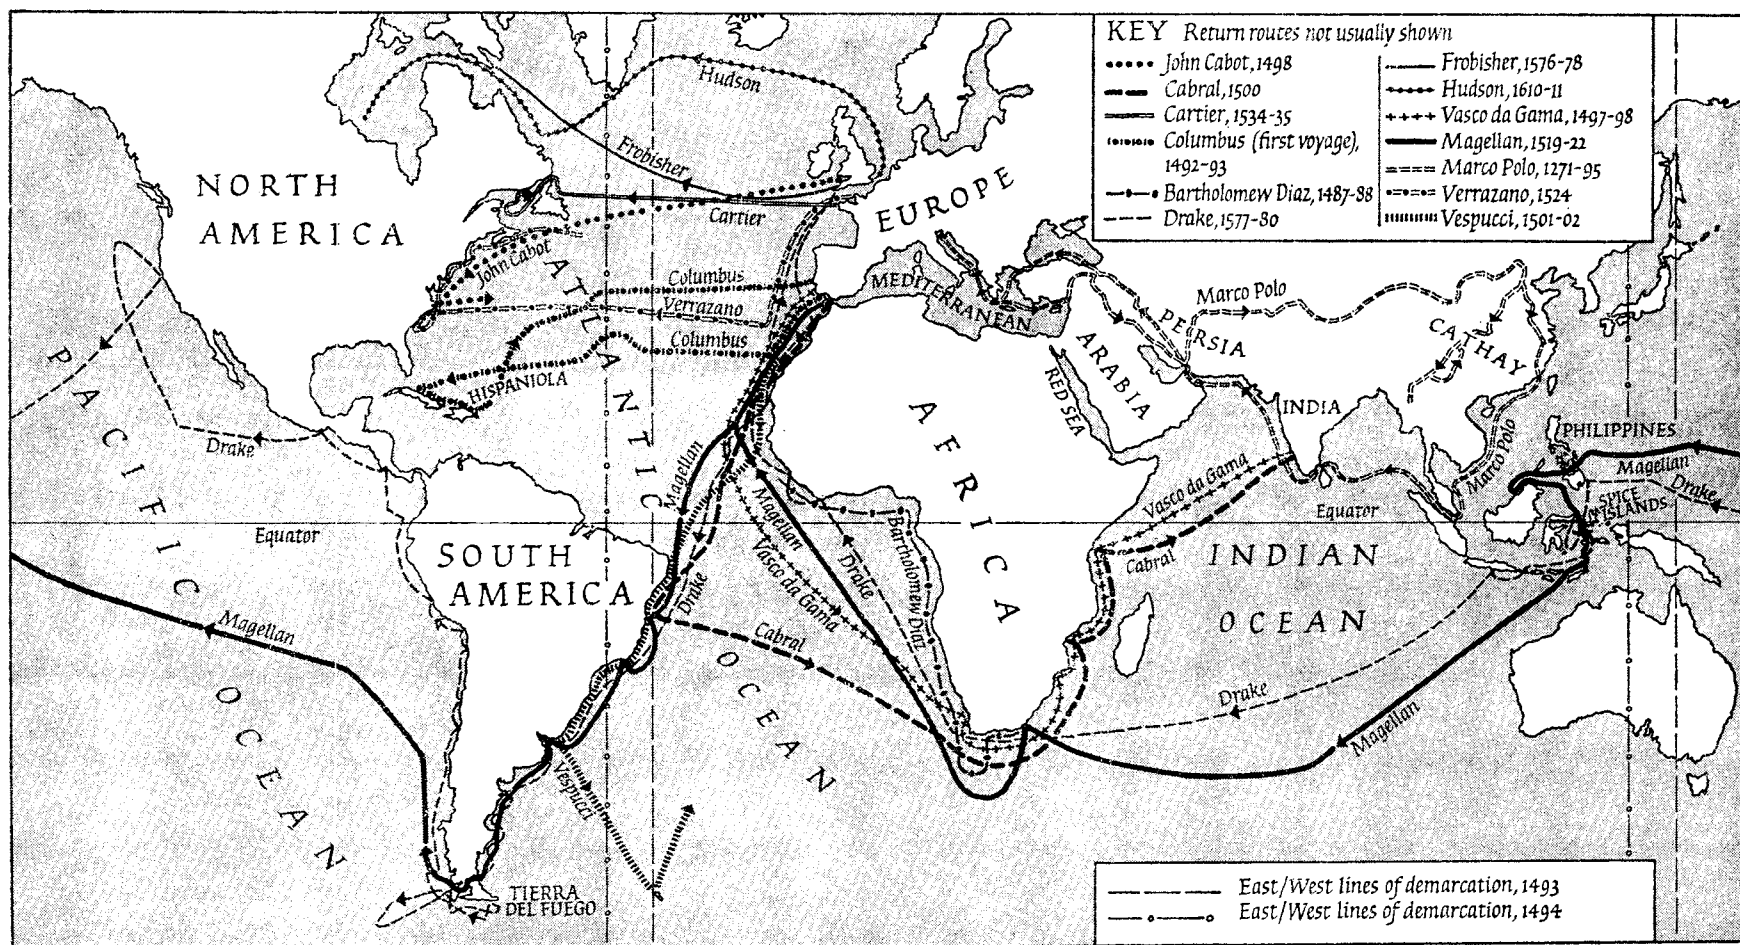 KEY Return routes not usually shown
John Cabot, 1498
Cabral, 1500
Cartier, 1534-35
Columbus (first voyage),
1492-93
Bartholomew Diaz, 1487-88
Drake, 1577-80
Frobisher, 1576-78
Hudson, 1610-11
Vasco da Gama, 1497-98
Magellan, 1519-22
Marco Polo, 1271-95
Verrazano, 1524
Vespucci, 1501-02
Hudson
Frobisher
NORTH
AMERICA
Cartier
EUROPE
John Cabot
ATLANTIC
OCEAN
Columbus
Verrazano
Columbus
HISPANIOLA
MEDITERRANEAN
Marco Polo
PERSIA
CATHAY
ARABIA
RED SEA
PACIFIC
OCEAN
Drake
AFRICA
INDIA
Marco Polo
PHILIPPINES
Magellan
Drake
SPICE
ISLANDS
Magellan
Magellan
Vasco da Gama
Equator
Equator
Cabral
SOUTH
AMERICA
INDIAN
OCEAN
Drake
Vasco da Gama
Drake
Bartholomew Diaz
Magellan
Cabral
Drake
Magellan
Vespucci
TIERRA
DEL FUEGO
East/West lines of demarcation, 1493
East/West lines of demarcation, 1494